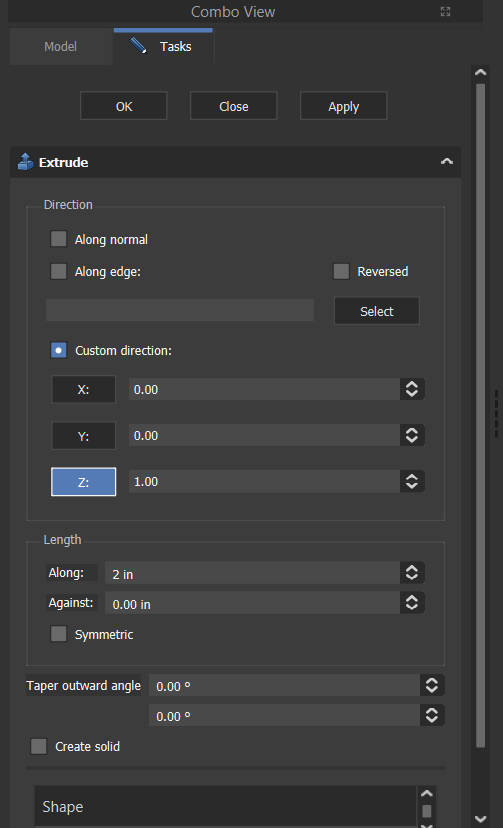 Combo View
Model Tasks
OK Close Apply
Extrude
Direction
Along normal
Along edge: Reversed
Select
Custom direction:
X: 0.00
Y: 0.00
Z: 1.00
Length
Along: 2 in
Against: 0.00 in
Symmetric
Taper outward angle 0.00 °
0.00 °
Create solid
Shape